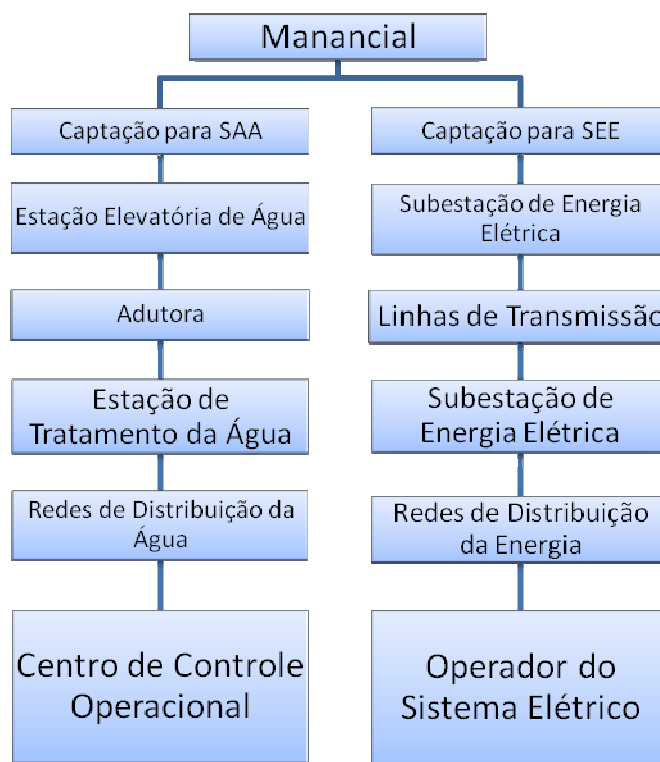 Manancial
Captação para SAA
Estação Elevatória de Água
Adutora
Estação de
Tratamento da Água
Redes de Distribuição da
Água
Centro de Controle
Operacional
Captação para SEE
Subestação de Energia
Elétrica
Linhas de Transmissão
Subestação de
Energia Elétrica
Redes de Distribuição
da Energia
Operador do
Sistema Elétrico